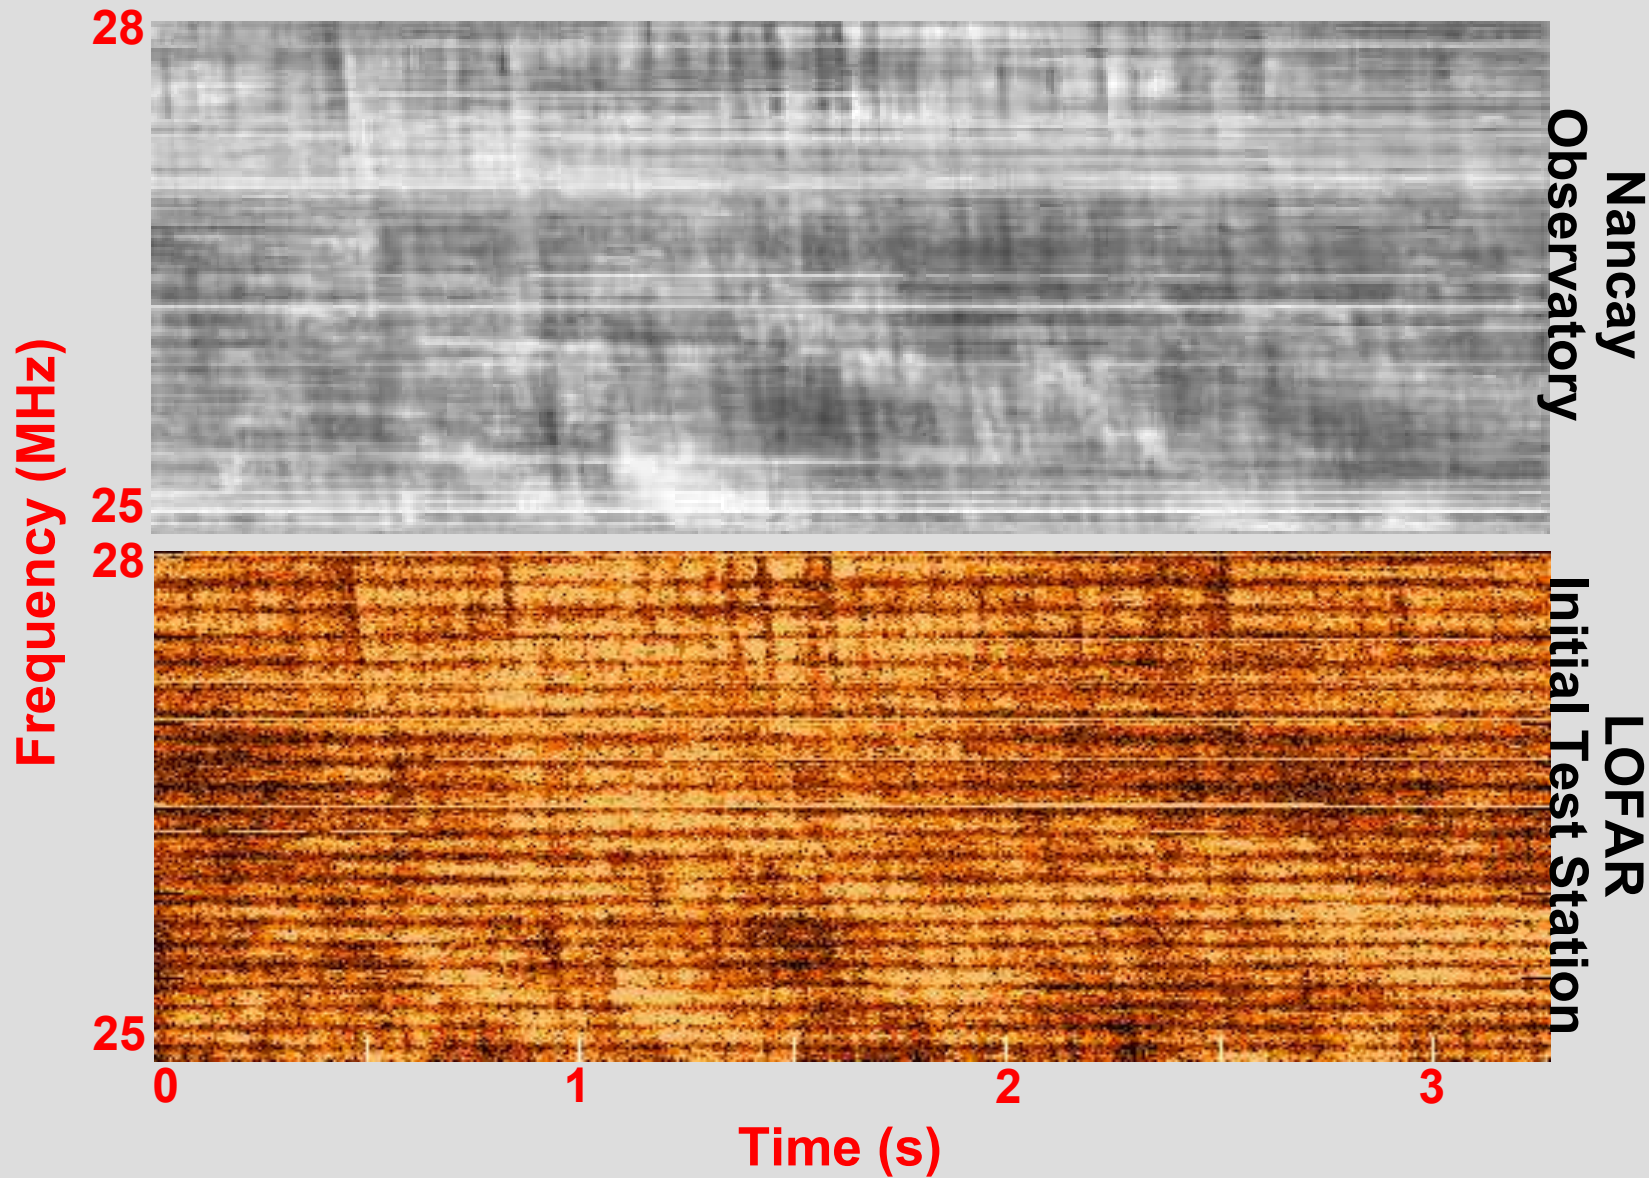 28
25
Nancay
Observatory
Frequency (MHz)
28
25
LOFAR
Initial Test Station
0 1 2 3
Time (s)